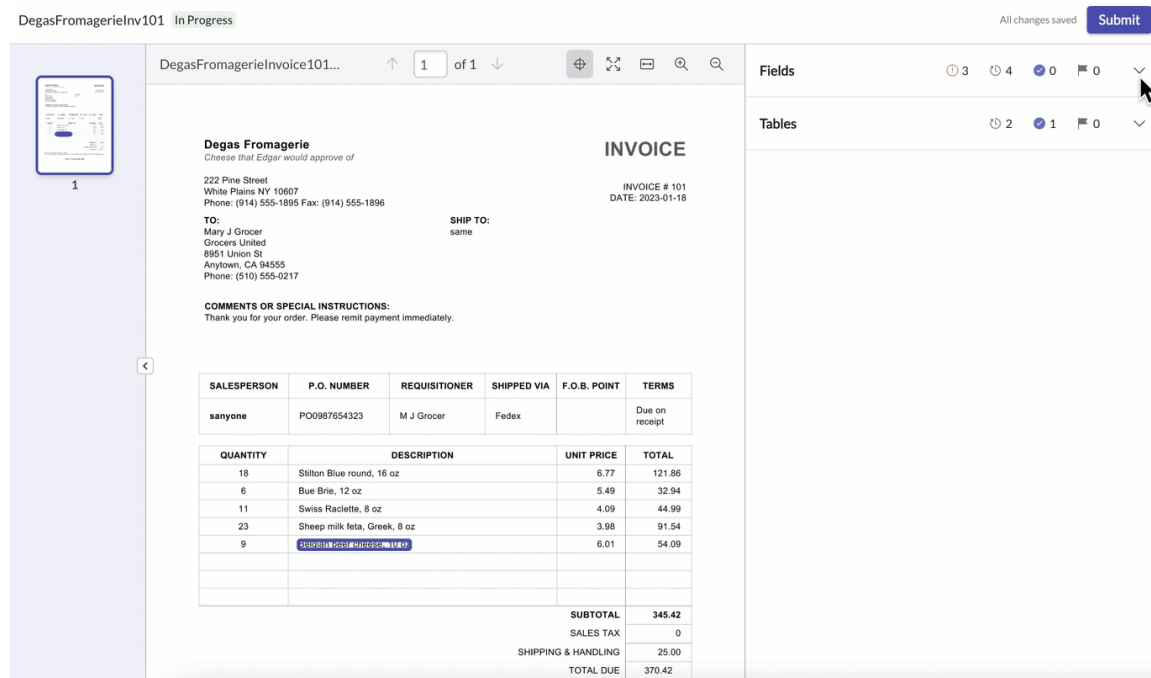 DegasFromagerieInv101 In Progress
All changes saved Submit
DegasFromagerieInvoice101... 1 of 1
Fields 3 4 0 0
Tables 2 1 0
1
Degas Fromagerie
Cheese that Edgar would approve of
INVOICE
222 Pine Street
White Plains NY 10607
Phone: (914) 555-1895 Fax: (914) 555-1896
INVOICE # 101
DATE: 2023-01-18
TO:
Mary J Grocer
Grocers United
8951 Union St
Anytown, CA 94555
Phone: (510) 555-0217
SHIP TO:
same
COMMENTS OR SPECIAL INSTRUCTIONS:
Thank you for your order. Please remit payment immediately.
SALESPERSON P.O. NUMBER REQUISITIONER SHIPPED VIA F.O.B. POINT TERMS
sanyone PO0987654323 M J Grocer Fedex Due on receipt
QUANTITY DESCRIPTION UNIT PRICE TOTAL
18 Stilton Blue round, 16 oz 6.77 121.86
6 Bue Brie, 12 oz 5.49 32.94
11 Swiss Raclette, 8 oz 4.09 44.99
23 Sheep milk feta, Greek, 8 oz 3.98 91.54
9 Belgian beer cheese, 10 oz 6.01 54.09
SUBTOTAL 345.42
SALES TAX 0
SHIPPING & HANDLING 25.00
TOTAL DUE 370.42